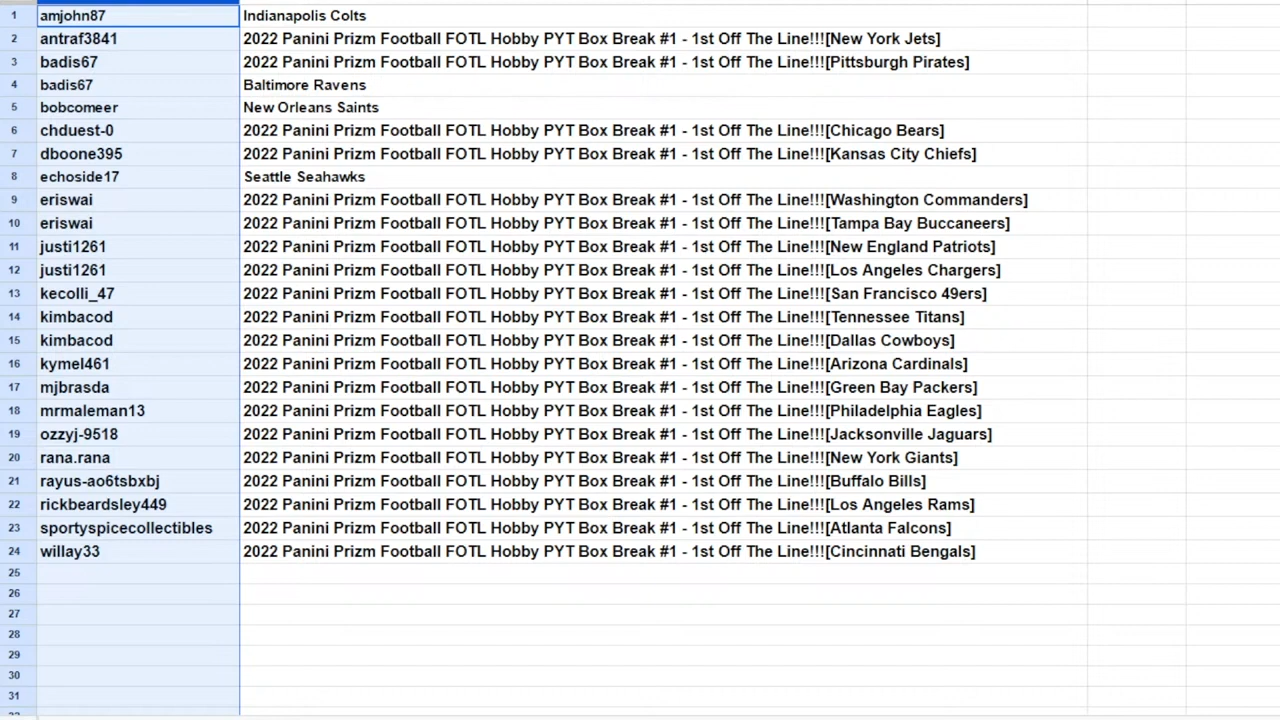 1 amjohn87 Indianapolis Colts
2 antraf3841 2022 Panini Prizm Football FOTL Hobby PYT Box Break #1 - 1st Off The Line!!![New York Jets]
3 badis67 2022 Panini Prizm Football FOTL Hobby PYT Box Break #1 - 1st Off The Line!!![Pittsburgh Pirates]
4 badis67 Baltimore Ravens
5 bobcomeer New Orleans Saints
6 chduest-0 2022 Panini Prizm Football FOTL Hobby PYT Box Break #1 - 1st Off The Line!!![Chicago Bears]
7 dboone395 2022 Panini Prizm Football FOTL Hobby PYT Box Break #1 - 1st Off The Line!!![Kansas City Chiefs]
8 echoside17 Seattle Seahawks
9 eriswai 2022 Panini Prizm Football FOTL Hobby PYT Box Break #1 - 1st Off The Line!!![Washington Commanders]
10 eriswai 2022 Panini Prizm Football FOTL Hobby PYT Box Break #1 - 1st Off The Line!!![Tampa Bay Buccaneers]
11 justi1261 2022 Panini Prizm Football FOTL Hobby PYT Box Break #1 - 1st Off The Line!!![New England Patriots]
12 justi1261 2022 Panini Prizm Football FOTL Hobby PYT Box Break #1 - 1st Off The Line!!![Los Angeles Chargers]
13 kecolli_47 2022 Panini Prizm Football FOTL Hobby PYT Box Break #1 - 1st Off The Line!!![San Francisco 49ers]
14 kimbacod 2022 Panini Prizm Football FOTL Hobby PYT Box Break #1 - 1st Off The Line!!![Tennessee Titans]
15 kimbacod 2022 Panini Prizm Football FOTL Hobby PYT Box Break #1 - 1st Off The Line!!![Dallas Cowboys]
16 kymel461 2022 Panini Prizm Football FOTL Hobby PYT Box Break #1 - 1st Off The Line!!![Arizona Cardinals]
17 mjbrasda 2022 Panini Prizm Football FOTL Hobby PYT Box Break #1 - 1st Off The Line!!![Green Bay Packers]
18 mrmaleman13 2022 Panini Prizm Football FOTL Hobby PYT Box Break #1 - 1st Off The Line!!![Philadelphia Eagles]
19 ozzyj-9518 2022 Panini Prizm Football FOTL Hobby PYT Box Break #1 - 1st Off The Line!!![Jacksonville Jaguars]
20 rana.rana 2022 Panini Prizm Football FOTL Hobby PYT Box Break #1 - 1st Off The Line!!![New York Giants]
21 rayus-ao6tsbxbj 2022 Panini Prizm Football FOTL Hobby PYT Box Break #1 - 1st Off The Line!!![Buffalo Bills]
22 rickbeardsley449 2022 Panini Prizm Football FOTL Hobby PYT Box Break #1 - 1st Off The Line!!![Los Angeles Rams]
23 sportyspicecollectibles 2022 Panini Prizm Football FOTL Hobby PYT Box Break #1 - 1st Off The Line!!![Atlanta Falcons]
24 willay33 2022 Panini Prizm Football FOTL Hobby PYT Box Break #1 - 1st Off The Line!!![Cincinnati Bengals]
25
26
27
28
29
30
31